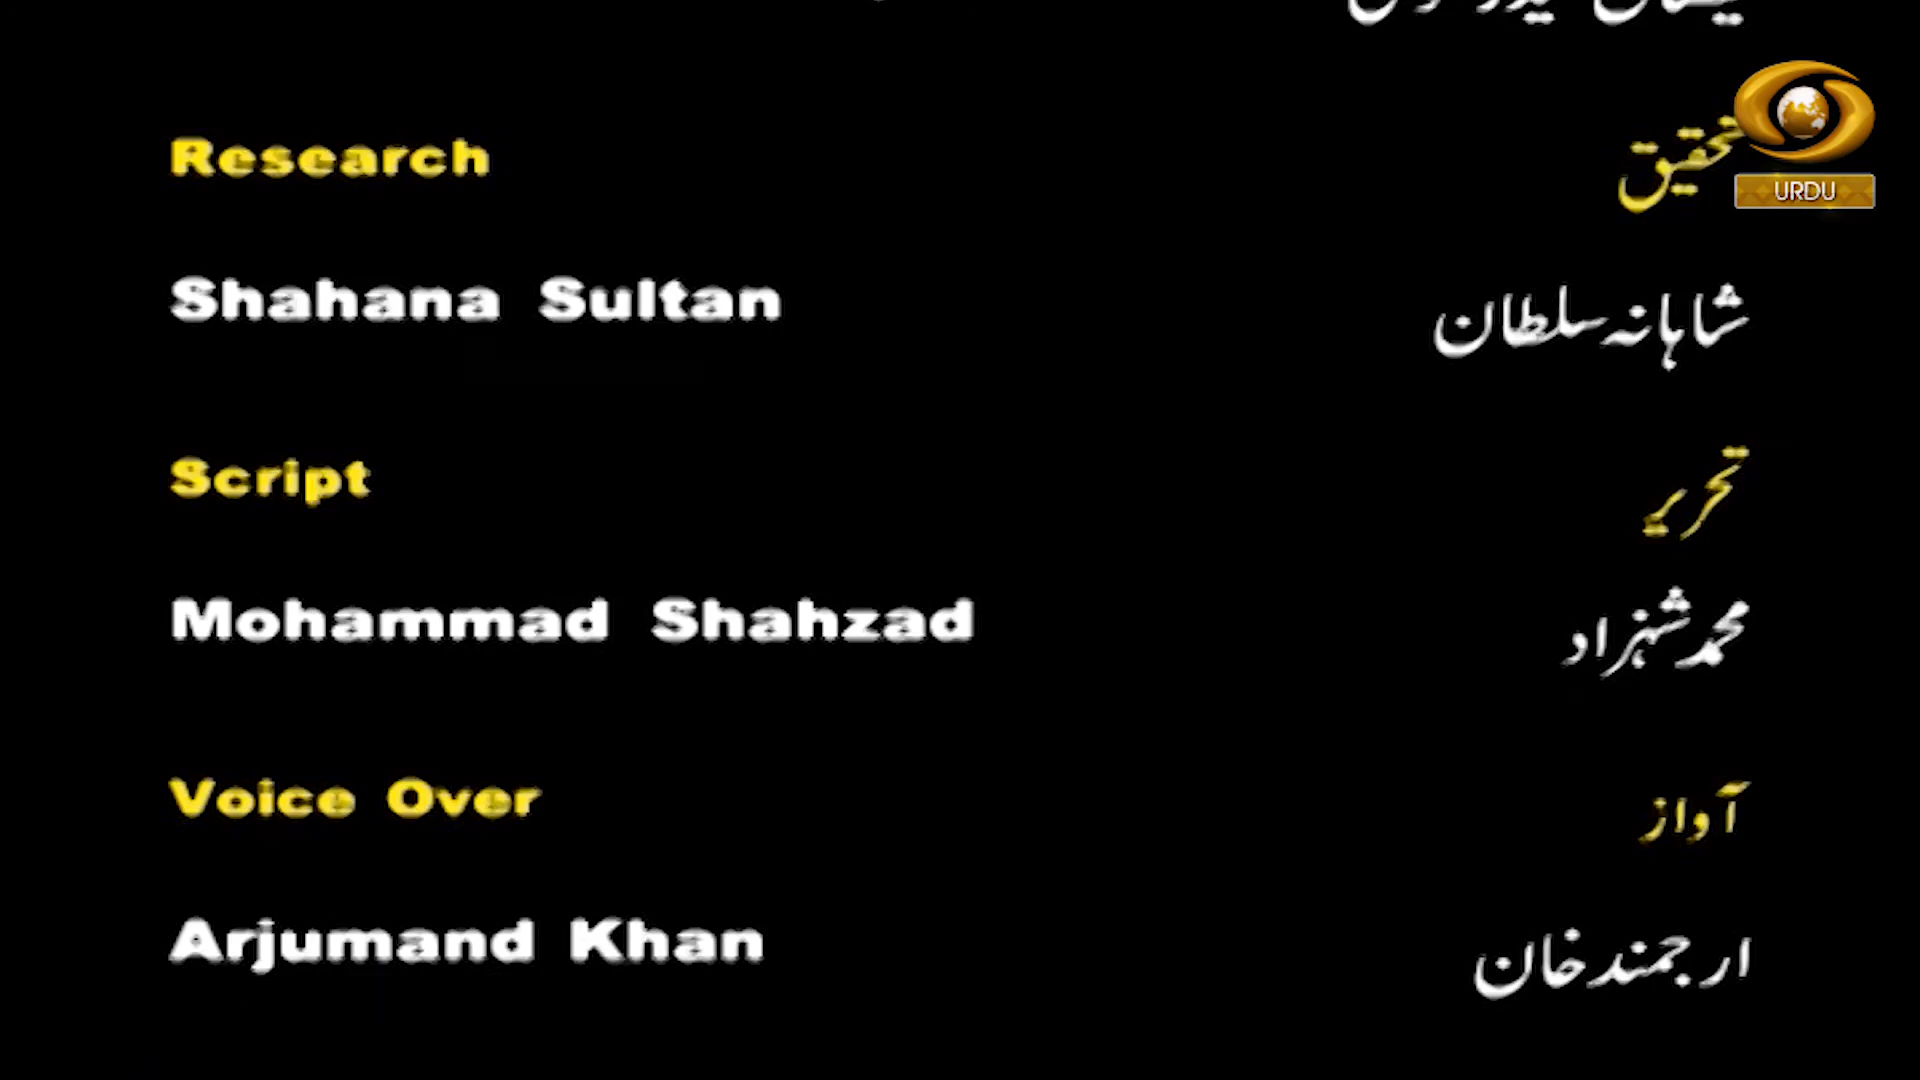 Research
تحقیق
URDU
Shahana Sultan
شاہانہ سلطان
Script
تحریر
Mohammad Shahzad
محمد شہزاد
Voice Over
آواز
Arjumand Khan
ارجمند خان